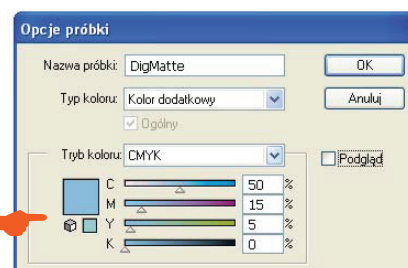 Opcje próbki
Nazwa próbki: DigMatte OK
Typ koloru: Kolor dodatkowy Anuluj
Ogólny
Tryb koloru: CMYK Podgląd
C 50 %
M 15 %
Y 5 %
K 0 %